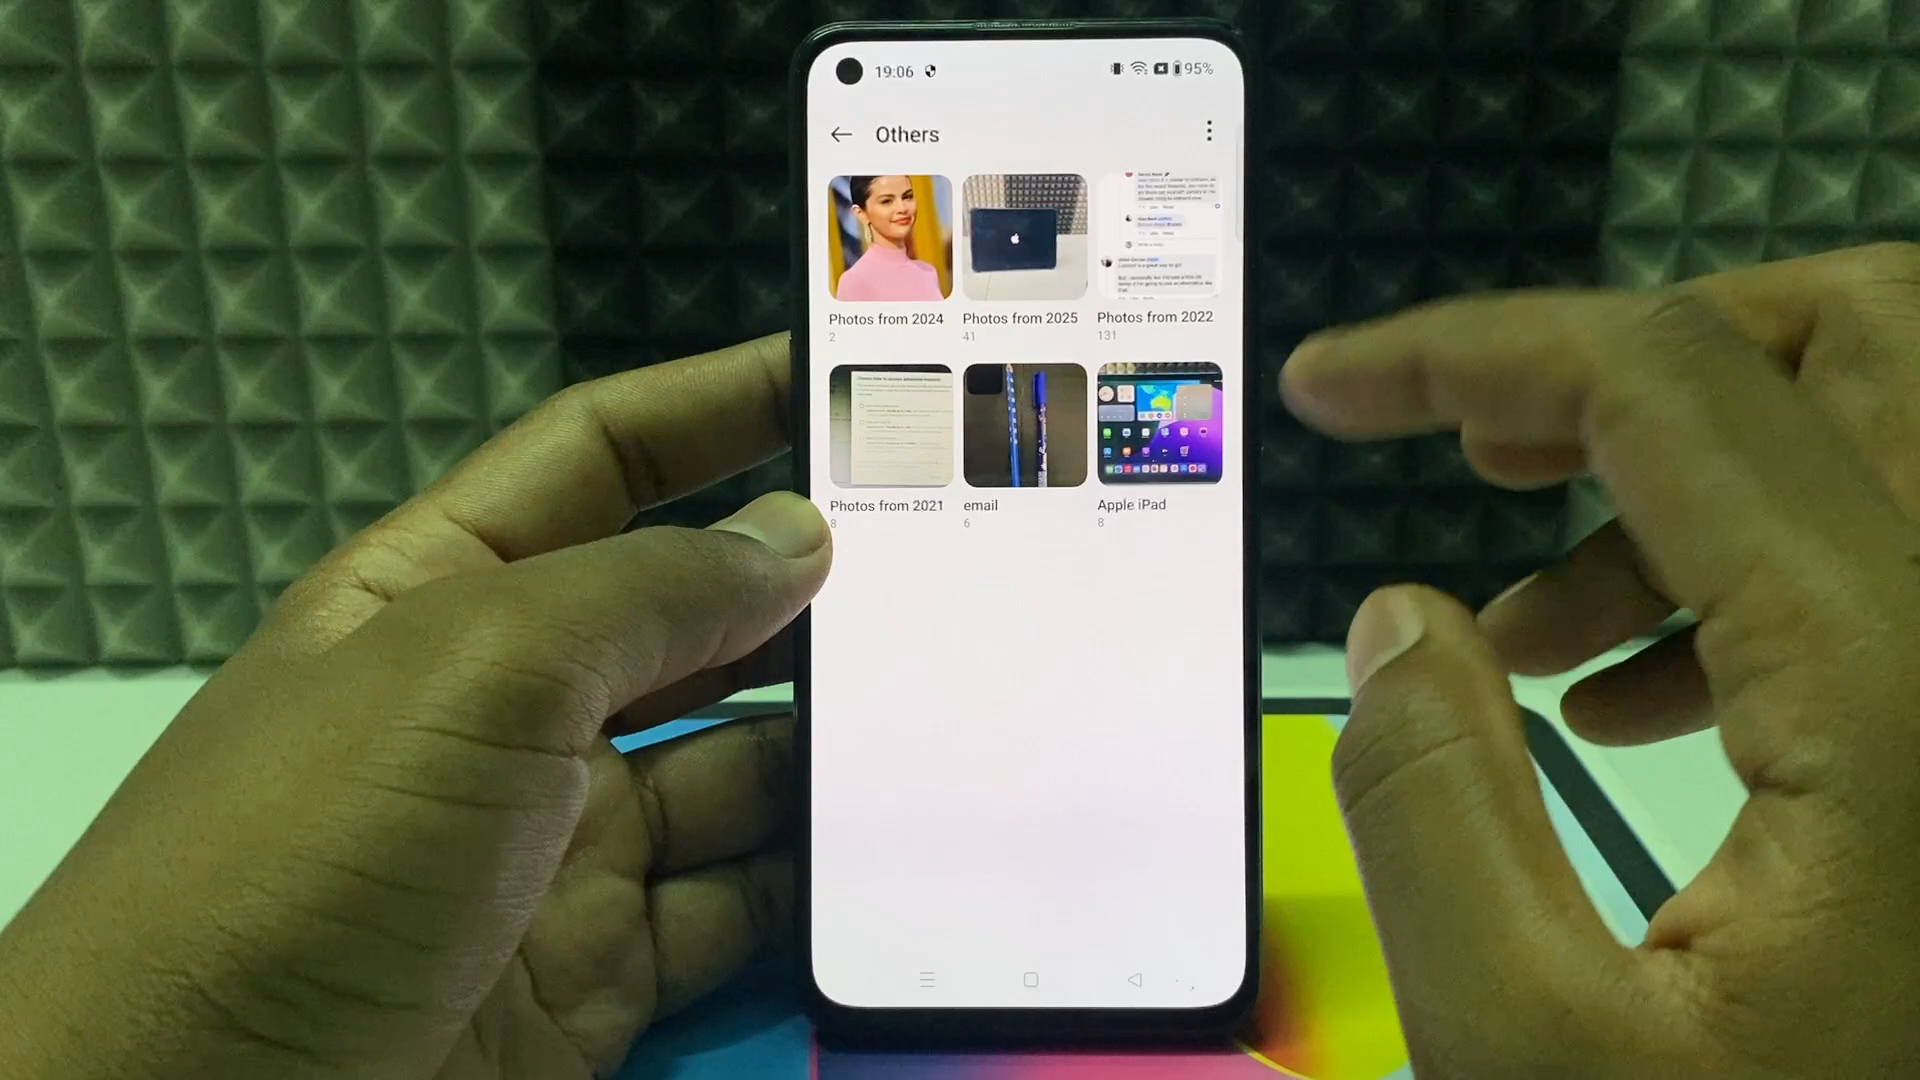 19:06 95%
Others
Photos from 2024 Photos from 2025 Photos from 2022
2 41 131
Photos from 2021 email Apple iPad
8 6 8